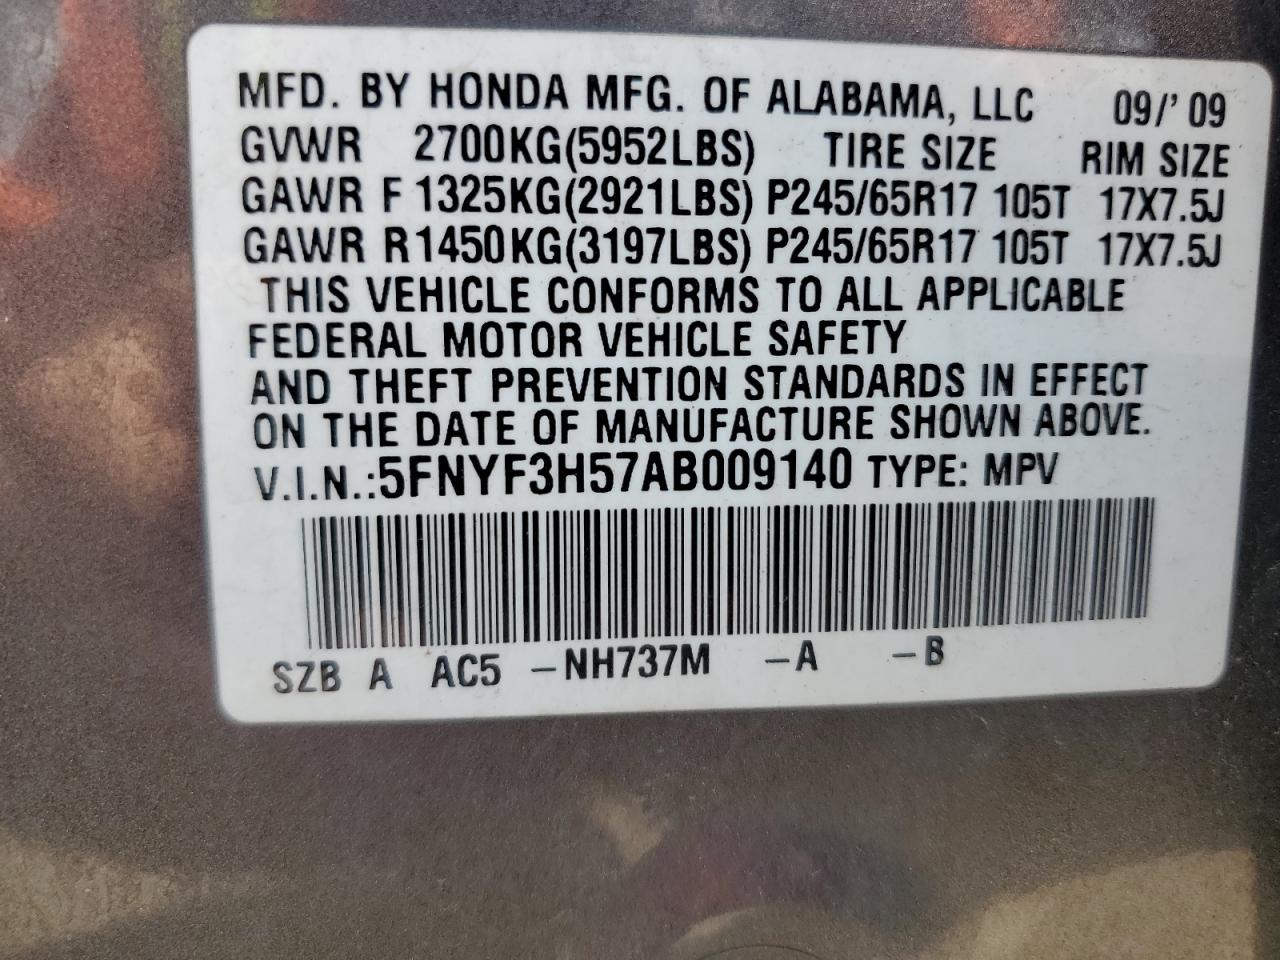 MFD. BY HONDA MFG. OF ALABAMA, LLC 09/' 09
GVWR 2700KG(5952LBS) TIRE SIZE RIM SIZE
GAWR F 1325KG(2921LBS) P245/65R17 105T 17X7.5J
GAWR R1450KG(3197LBS) P245/65R17 105T 17X7.5J
THIS VEHICLE CONFORMS TO ALL APPLICABLE
FEDERAL MOTOR VEHICLE SAFETY
AND THEFT PREVENTION STANDARDS IN EFFECT
ON THE DATE OF MANUFACTURE SHOWN ABOVE.
V.I.N.:5FNYF3H57AB009140 TYPE: MPV
SZB A AC5 -NH737M -A -B